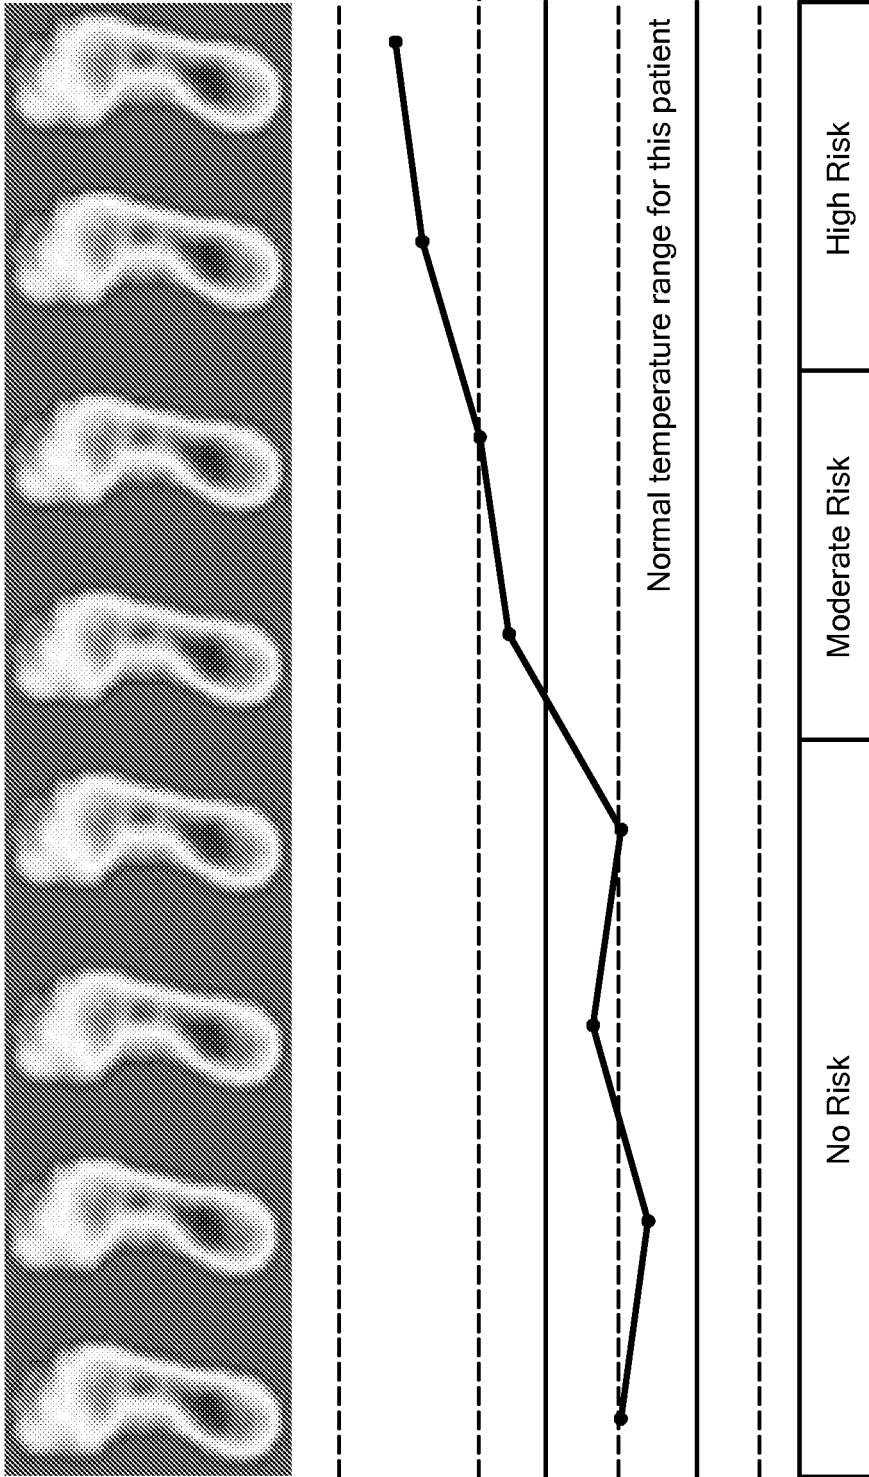 Normal temperature range for this patient
No Risk
Moderate Risk
High Risk